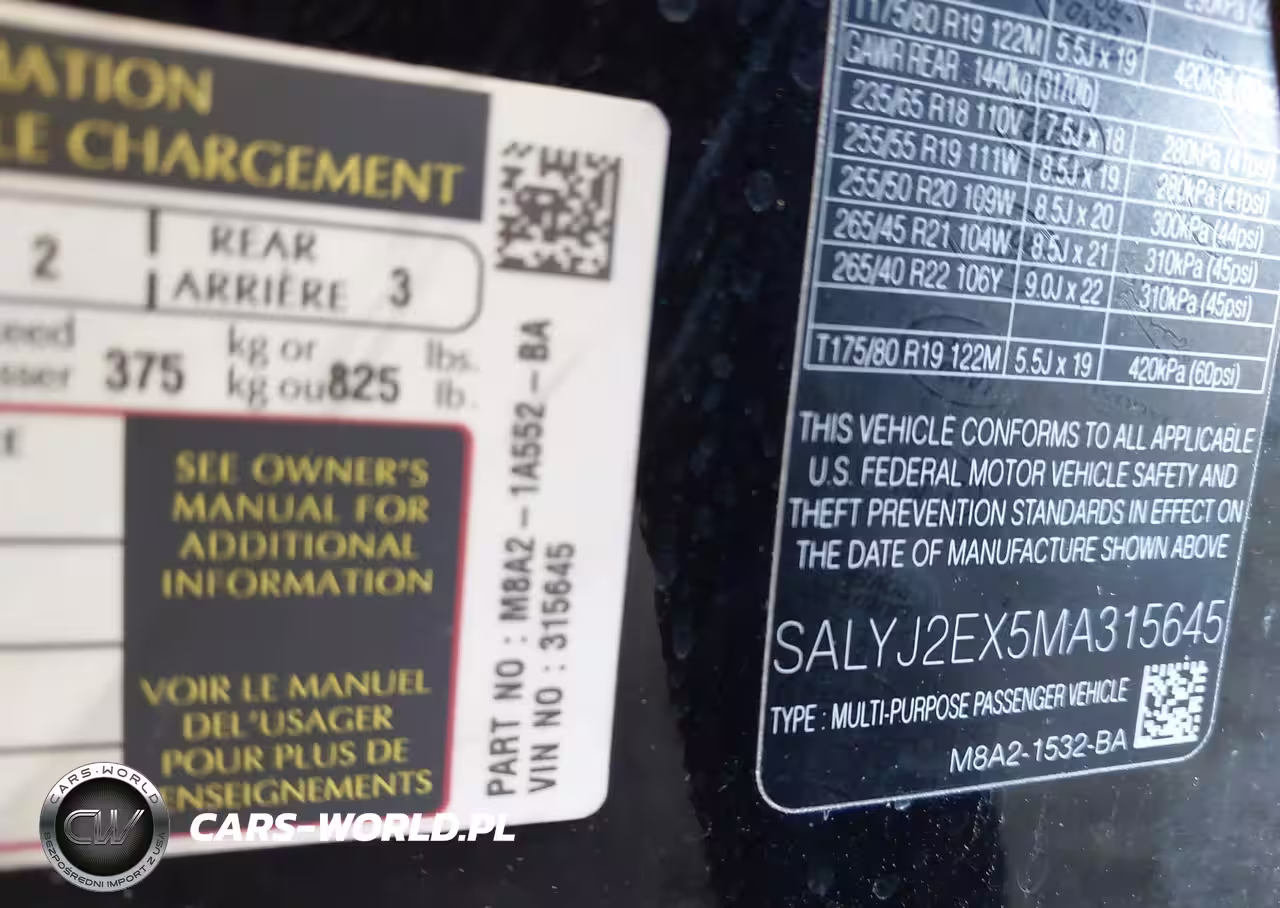 MATION
LE CHARGEMENT
2 REAR
ARRIÈRE 3
eed
sser 375 kg or
kg ou 825 lbs.
lb.
SEE OWNER'S
MANUAL FOR
ADDITIONAL
INFORMATION
VOIR LE MANUEL
DEL'USAGER
POUR PLUS DE
ENSEIGNEMENTS
PART NO : M8A2-1A552-BA
VIN NO : 315645
T175/80 R19 122M 5.5J x 19 420kPa
GAWR REAR : 1440kg (3170lb)
235/65 R18 110V 7.5J x 18 280kPa (41psi)
255/55 R19 111W 8.5J x 19 280kPa (41psi)
255/50 R20 109W 8.5J x 20 300kPa (44psi)
265/45 R21 104W 8.5J x 21 310kPa (45psi)
265/40 R22 106Y 9.0J x 22 310kPa (45psi)
T175/80 R19 122M 5.5J x 19 420kPa (60psi)
THIS VEHICLE CONFORMS TO ALL APPLICABLE
U.S. FEDERAL MOTOR VEHICLE SAFETY AND
THEFT PREVENTION STANDARDS IN EFFECT ON
THE DATE OF MANUFACTURE SHOWN ABOVE
SALYJ2EX5MA315645
TYPE : MULTI-PURPOSE PASSENGER VEHICLE
M8A2-1532-BA
CARS-WORLD
CW
BEZPOŚREDNI IMPORT Z USA
CARS-WORLD.PL